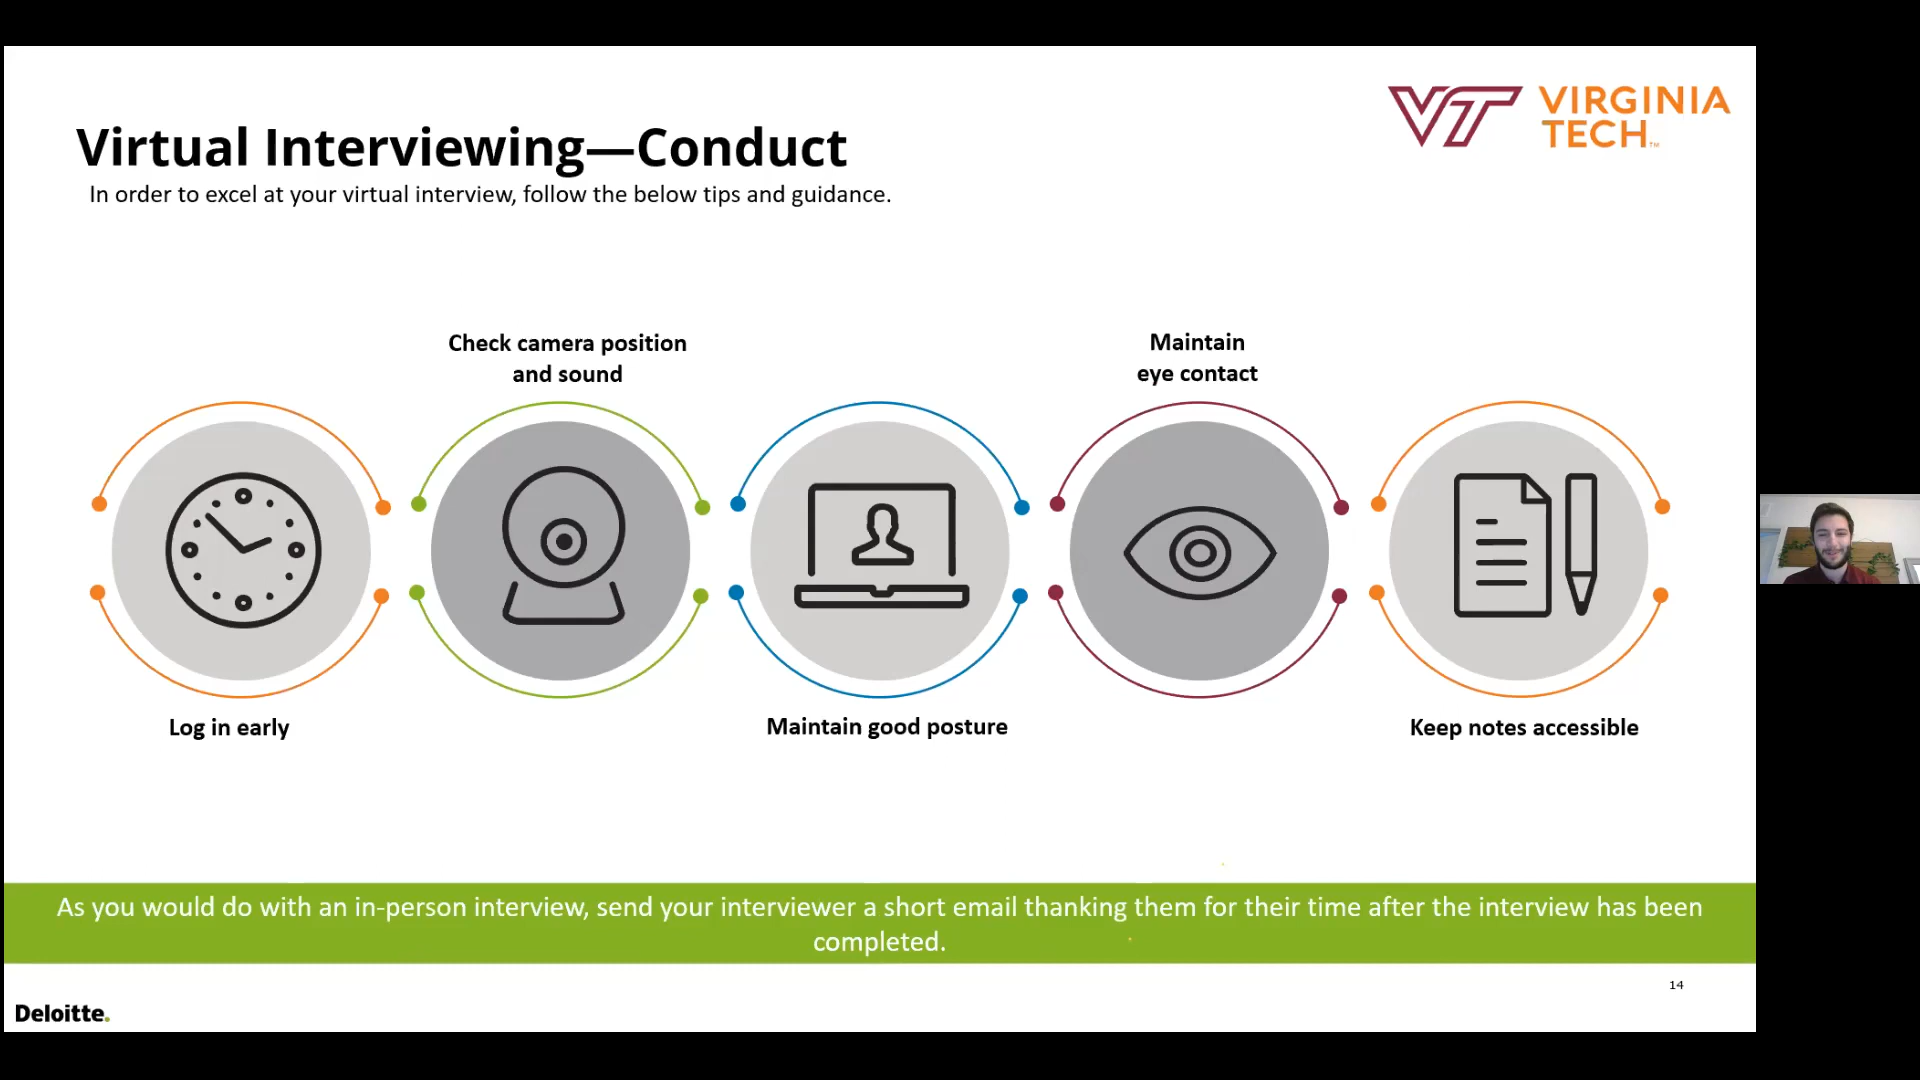 VT VIRGINIA
TECH™
Virtual Interviewing—Conduct
In order to excel at your virtual interview, follow the below tips and guidance.
Check camera position
and sound
Maintain
eye contact
Log in early
Maintain good posture
Keep notes accessible
As you would do with an in-person interview, send your interviewer a short email thanking them for their time after the interview has been
completed.
14
Deloitte.